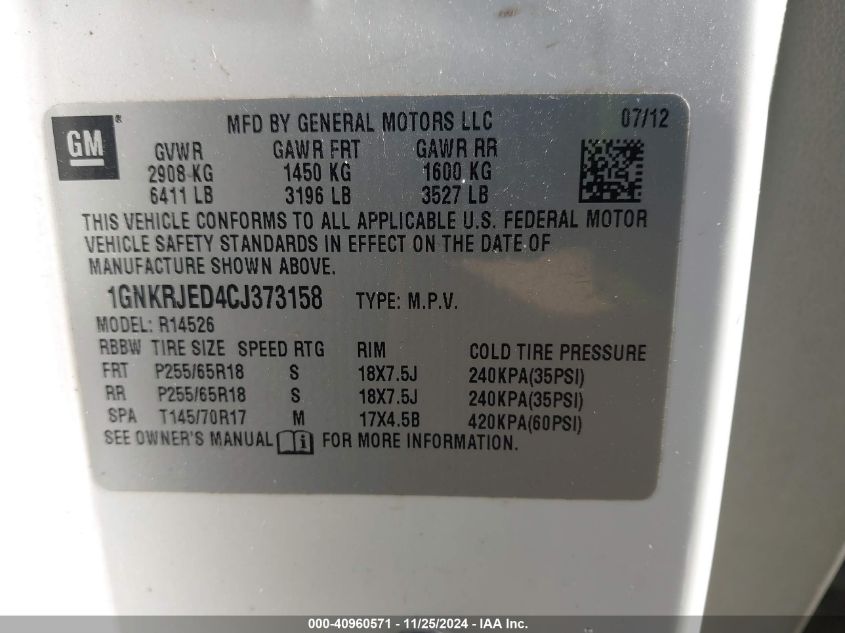 GM ®
MFD BY GENERAL MOTORS LLC 07/12
GVWR GAWR FRT GAWR RR
2908 KG 1450 KG 1600 KG
6411 LB 3196 LB 3527 LB
THIS VEHICLE CONFORMS TO ALL APPLICABLE U.S. FEDERAL MOTOR
VEHICLE SAFETY STANDARDS IN EFFECT ON THE DATE OF
MANUFACTURE SHOWN ABOVE.
1GNKRJED4CJ373158 TYPE: M.P.V.
MODEL: R14526
RBBW TIRE SIZE SPEED RTG RIM COLD TIRE PRESSURE
FRT P255/65R18 S 18X7.5J 240KPA(35PSI)
RR P255/65R18 S 18X7.5J 240KPA(35PSI)
SPA T145/70R17 M 17X4.5B 420KPA(60PSI)
SEE OWNER'S MANUAL i FOR MORE INFORMATION.
000-40960571 - 11/25/2024 - IAA Inc.